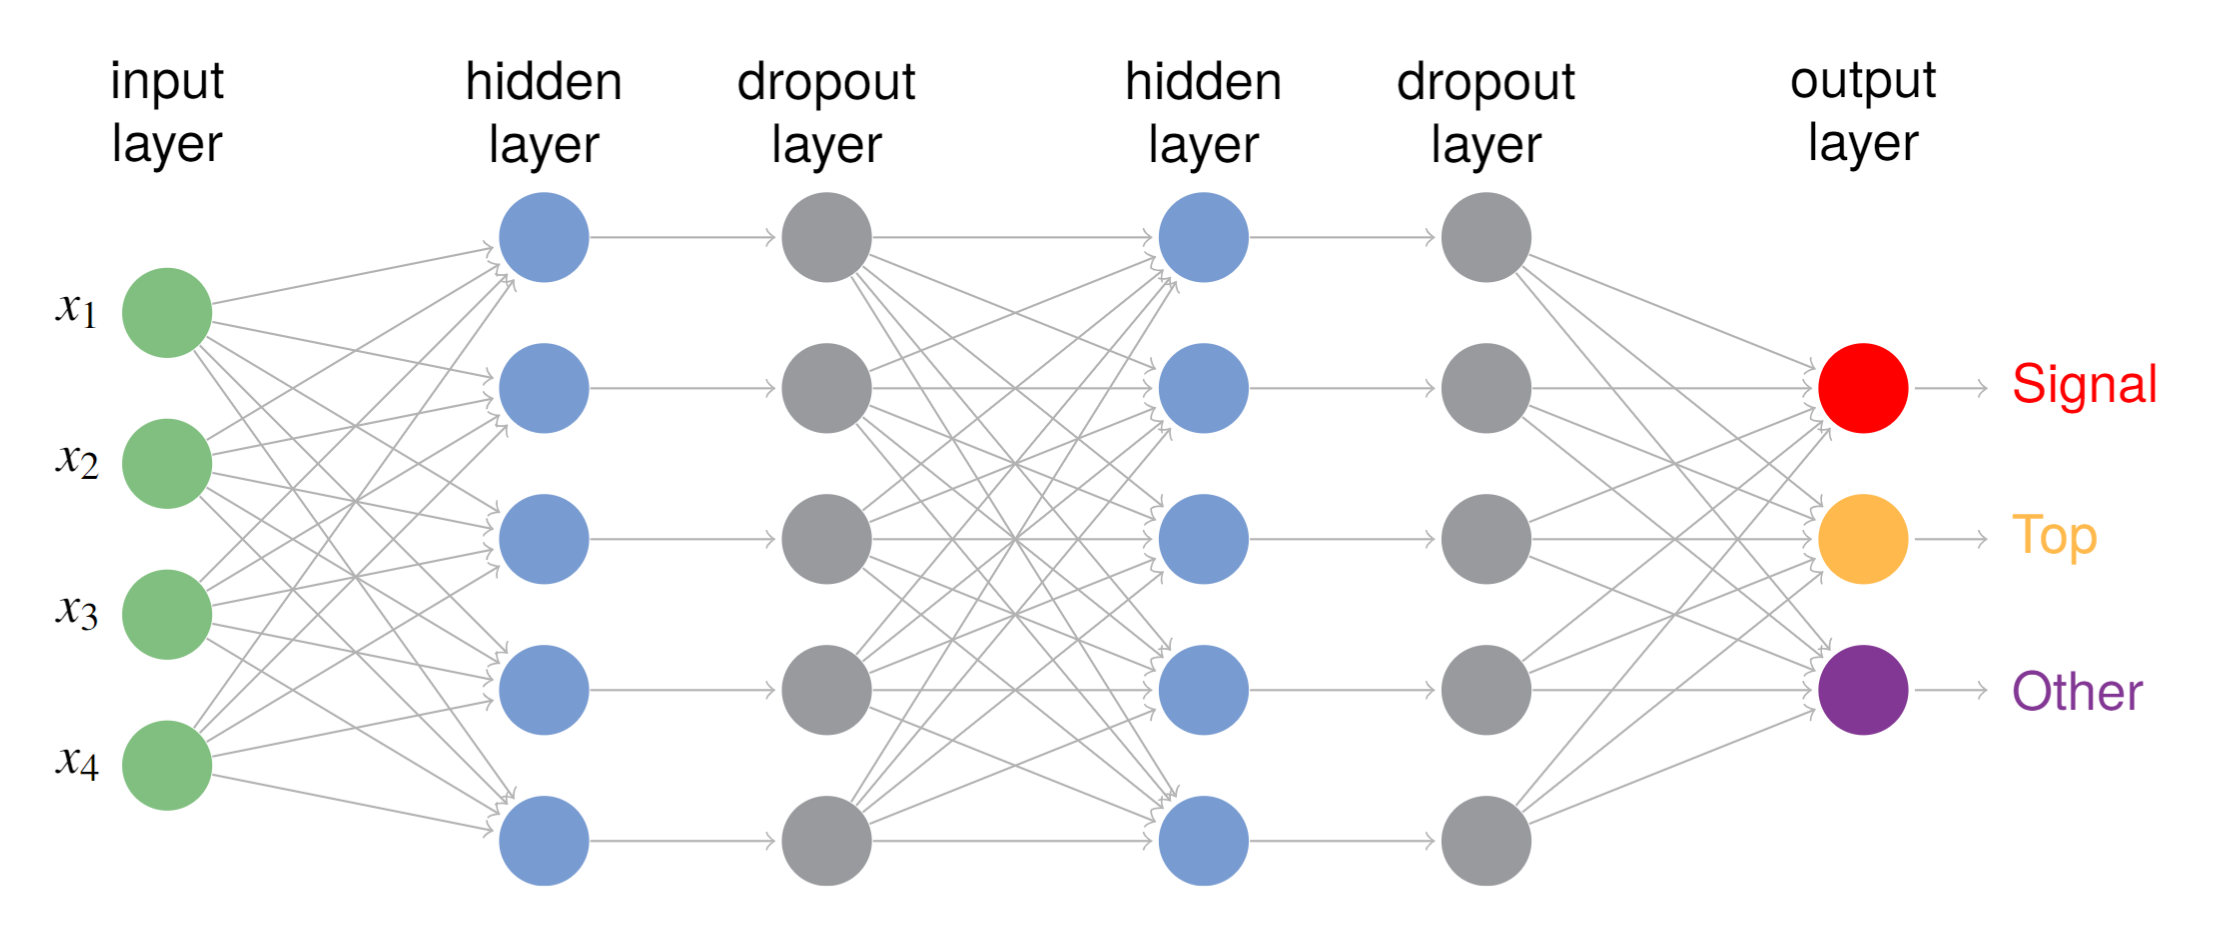 input
layer
hidden
layer
dropout
layer
hidden
layer
dropout
layer
output
layer
x1
x2
x3
x4
Signal
Top
Other